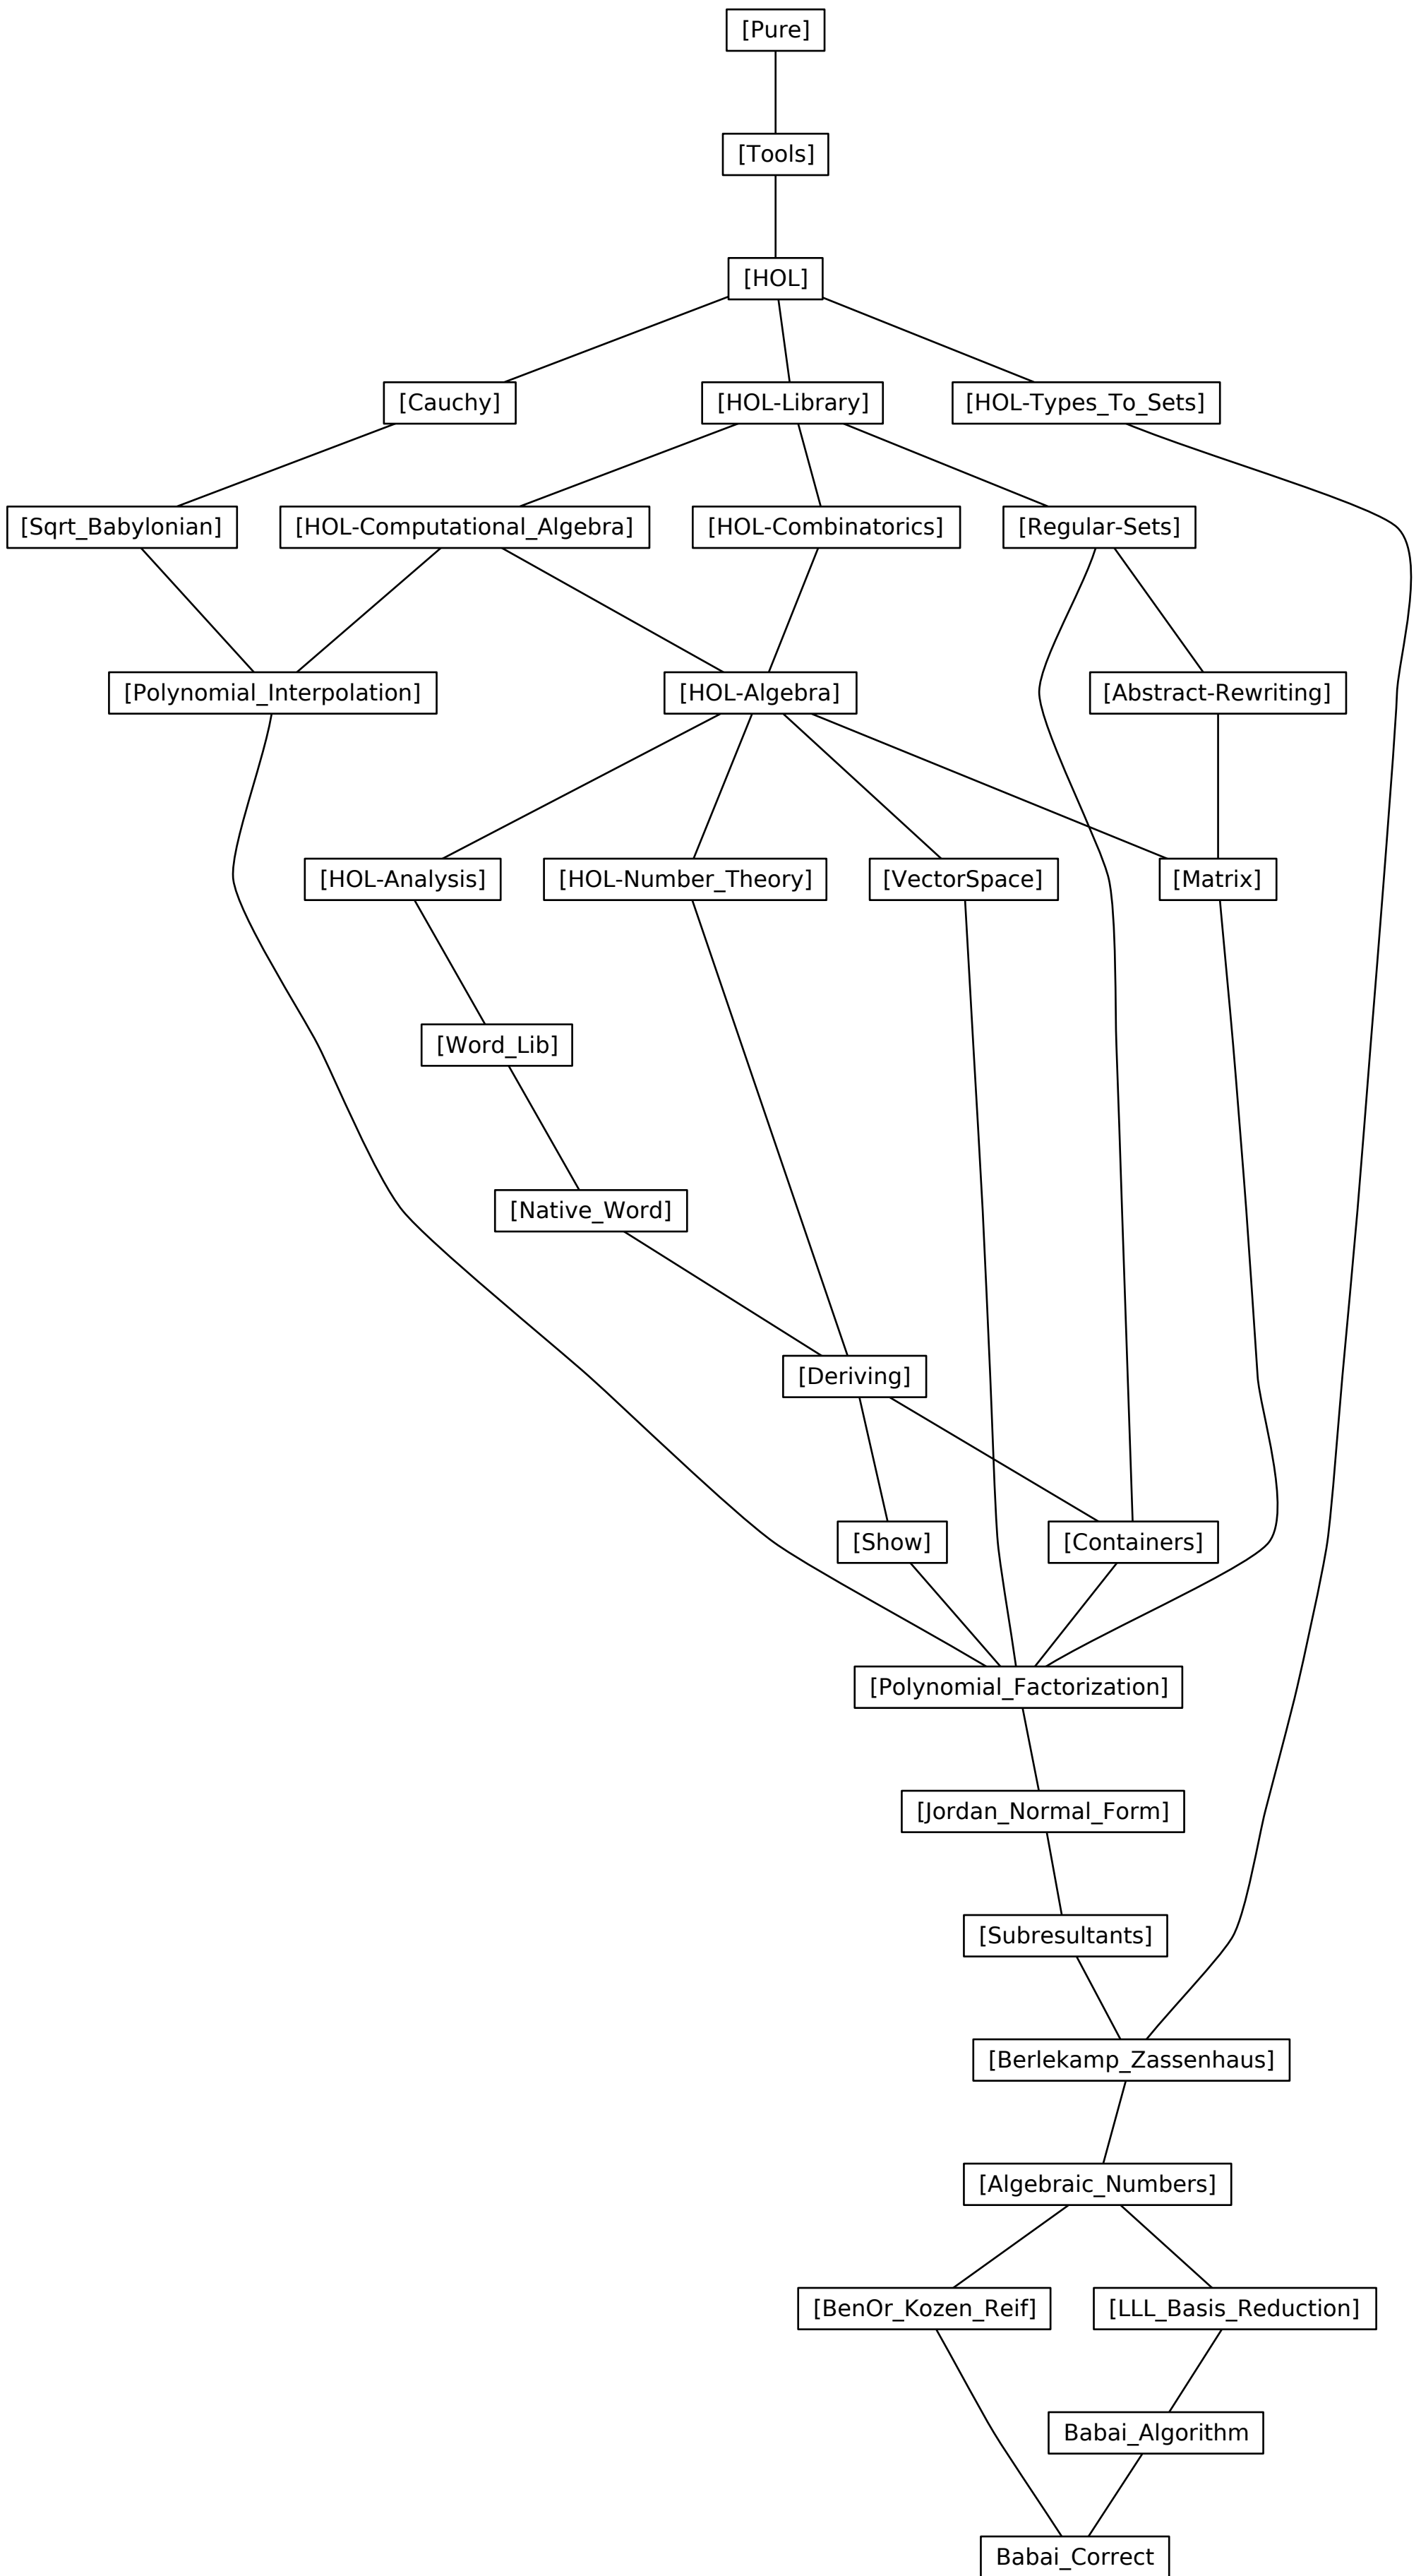 [Pure]
[Tools]
[HOL]
[Cauchy]
[HOL-Library]
[HOL-Types_To_Sets]
[Sqrt_Babylonian]
[HOL-Computational_Algebra]
[HOL-Combinatorics]
[Regular-Sets]
[Polynomial_Interpolation]
[HOL-Algebra]
[Abstract-Rewriting]
[HOL-Analysis]
[HOL-Number_Theory]
[VectorSpace]
[Matrix]
[Word_Lib]
[Native_Word]
[Deriving]
[Show]
[Containers]
[Polynomial_Factorization]
[Jordan_Normal_Form]
[Subresultants]
[Berlekamp_Zassenhaus]
[Algebraic_Numbers]
[BenOr_Kozen_Reif]
[LLL_Basis_Reduction]
Babai_Algorithm
Babai_Correct